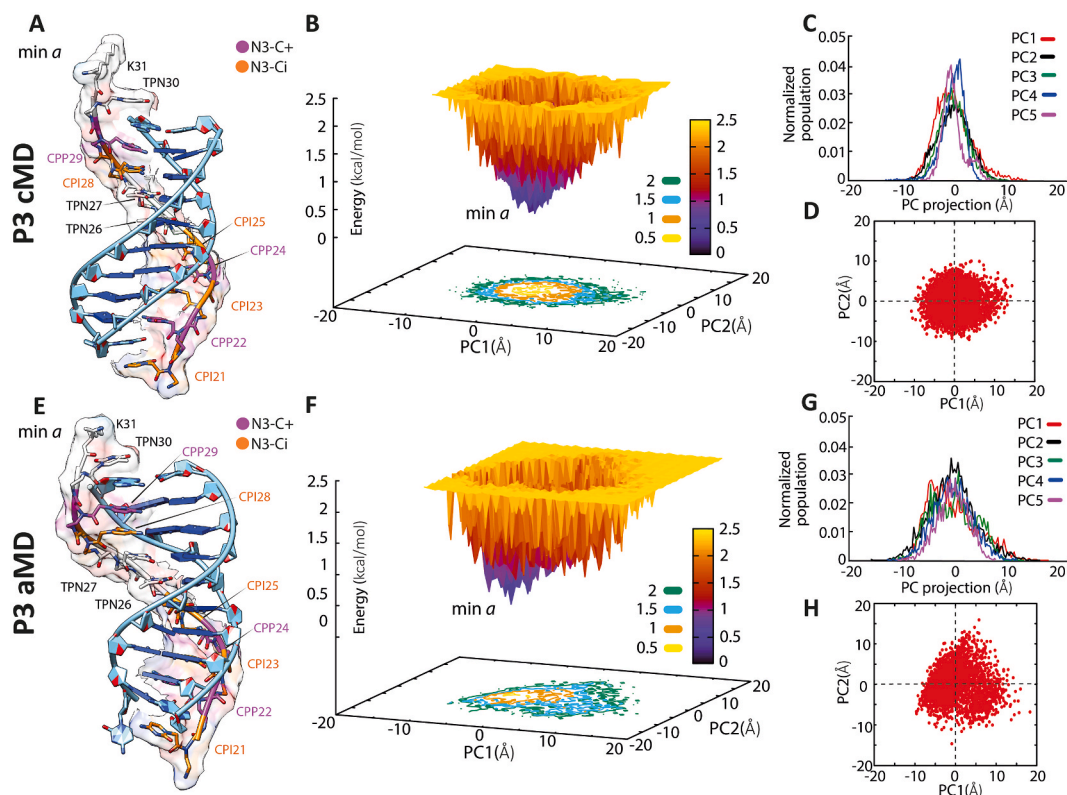 A
min a
K31
TPN30
N3-C+
N3-Ci
CPP29
CPI28
TPN27
TPN26
CPI25
CPP24
CPI23
CPP22
CPI21
P3 cMD
B
2.5
2
1.5
1
0.5
0
Energy (kcal/mol)
min a
2
1.5
1
0.5
2.5
2
1.5
1
0.5
0
-20
-10
0
10
20
PC1(Å)
-20
-10
0
10
20
PC2(Å)
C
Normalized population
0.05
0.04
0.03
0.02
0.01
0
PC1
PC2
PC3
PC4
PC5
-20
-10
0
10
20
PC projection (Å)
D
PC2(Å)
20
10
0
-10
-20
-20
-10
0
10
20
PC1(Å)
E
min a
K31
TPN30
N3-C+
N3-Ci
CPP29
CPI28
TPN27
TPN26
CPI25
CPP24
CPI23
CPP22
CPI21
P3 aMD
F
2.5
2
1.5
1
0.5
0
Energy (kcal/mol)
min a
2
1.5
1
0.5
2.5
2
1.5
1
0.5
0
-20
-10
0
10
20
PC1(Å)
-20
-10
0
10
20
PC2(Å)
G
Normalized population
0.05
0.04
0.03
0.02
0.01
0
PC1
PC2
PC3
PC4
PC5
-20
-10
0
10
20
PC projection (Å)
H
PC2(Å)
20
10
0
-10
-20
-20
-10
0
10
20
PC1(Å)